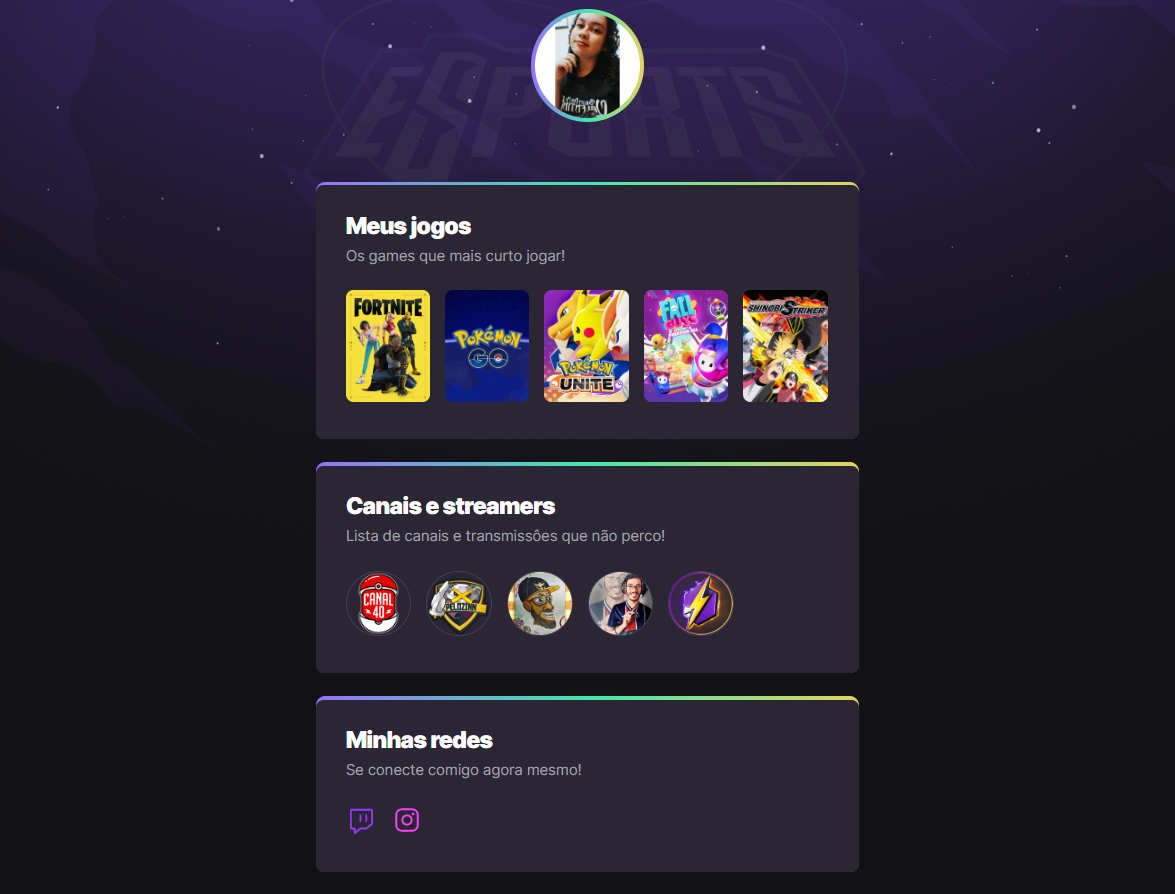 ESPORTS
Meus jogos
Os games que mais curto jogar!
FORTNITE
POKÉMON
GO
POKÉMON
UNITE
FALL
GUYS
SHINOBI STRIKER
Canais e streamers
Lista de canais e transmissões que não perco!
CANAL
40
PELOZINN
Minhas redes
Se conecte comigo agora mesmo!